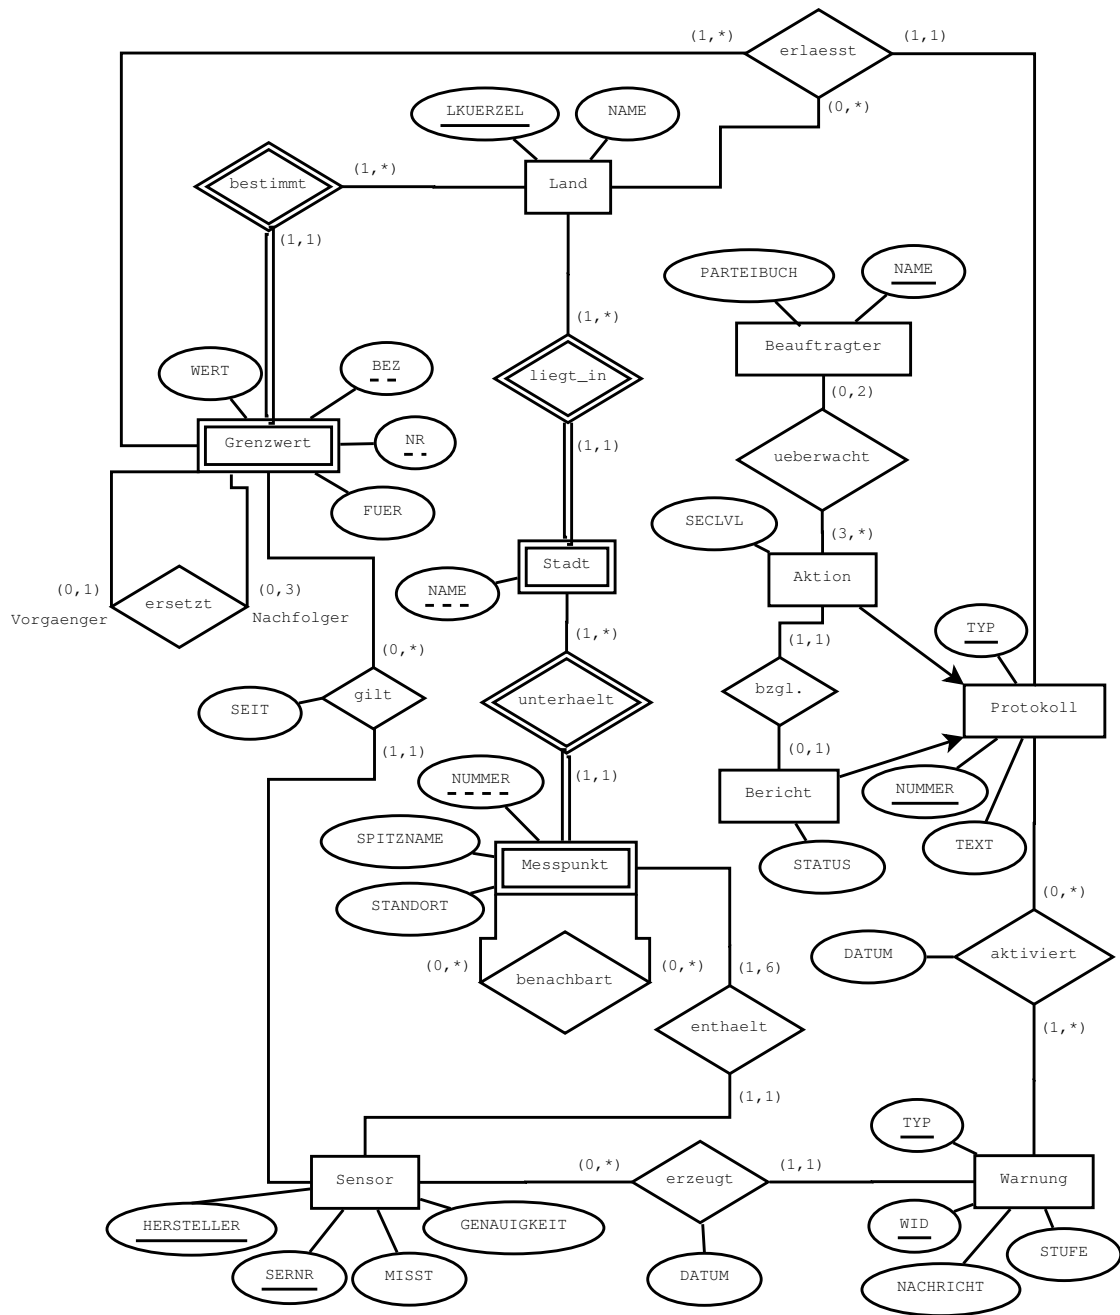 (1,*)
erlaesst
(1,1)
(0,*)
LKUERZEL
NAME
bestimmt
(1,*)
Land
(1,1)
PARTEIBUCH
NAME
(1,*)
Beauftragter
WERT
BEZ
liegt_in
(0,2)
Grenzwert
NR
(1,1)
ueberwacht
FUER
SECLVL
(3,*)
Stadt
Aktion
(0,1)
ersetzt
(0,3)
NAME
Vorgaenger
Nachfolger
(1,*)
TYP
(0,*)
(1,1)
SEIT
gilt
unterhaelt
bzgl.
Protokoll
(1,1)
(0,1)
NUMMER
(1,1)
Bericht
NUMMER
SPITZNAME
Messpunkt
TEXT
STATUS
STANDORT
(0,*)
(0,*)
benachbart
(0,*)
(1,6)
DATUM
aktiviert
enthaelt
(1,*)
(1,1)
TYP
Sensor
(0,*)
erzeugt
(1,1)
Warnung
HERSTELLER
GENAUIGKEIT
WID
STUFE
SERNR
MISST
DATUM
NACHRICHT